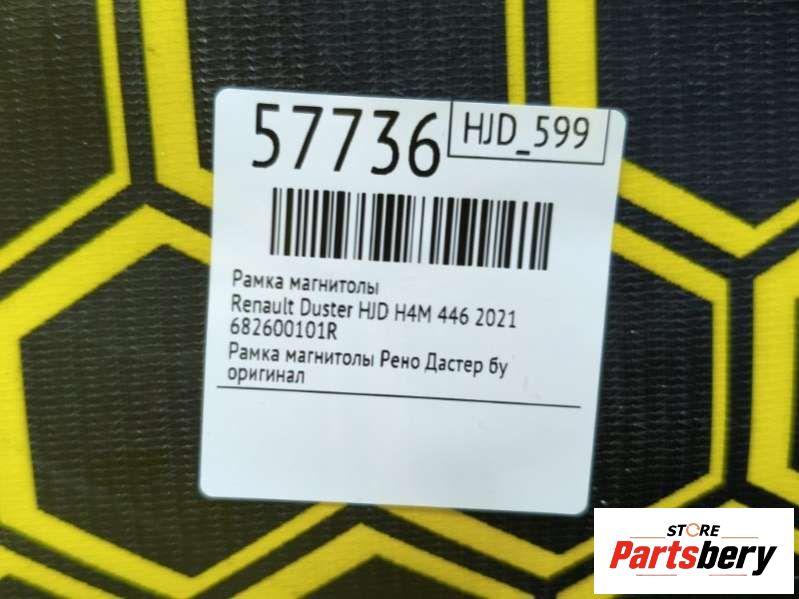 57736
HJD_599
Рамка магнитолы
Renault Duster HJD H4M 446 2021
682600101R
Рамка магнитолы Рено Дастер бу
оригинал
STORE
Partsbery